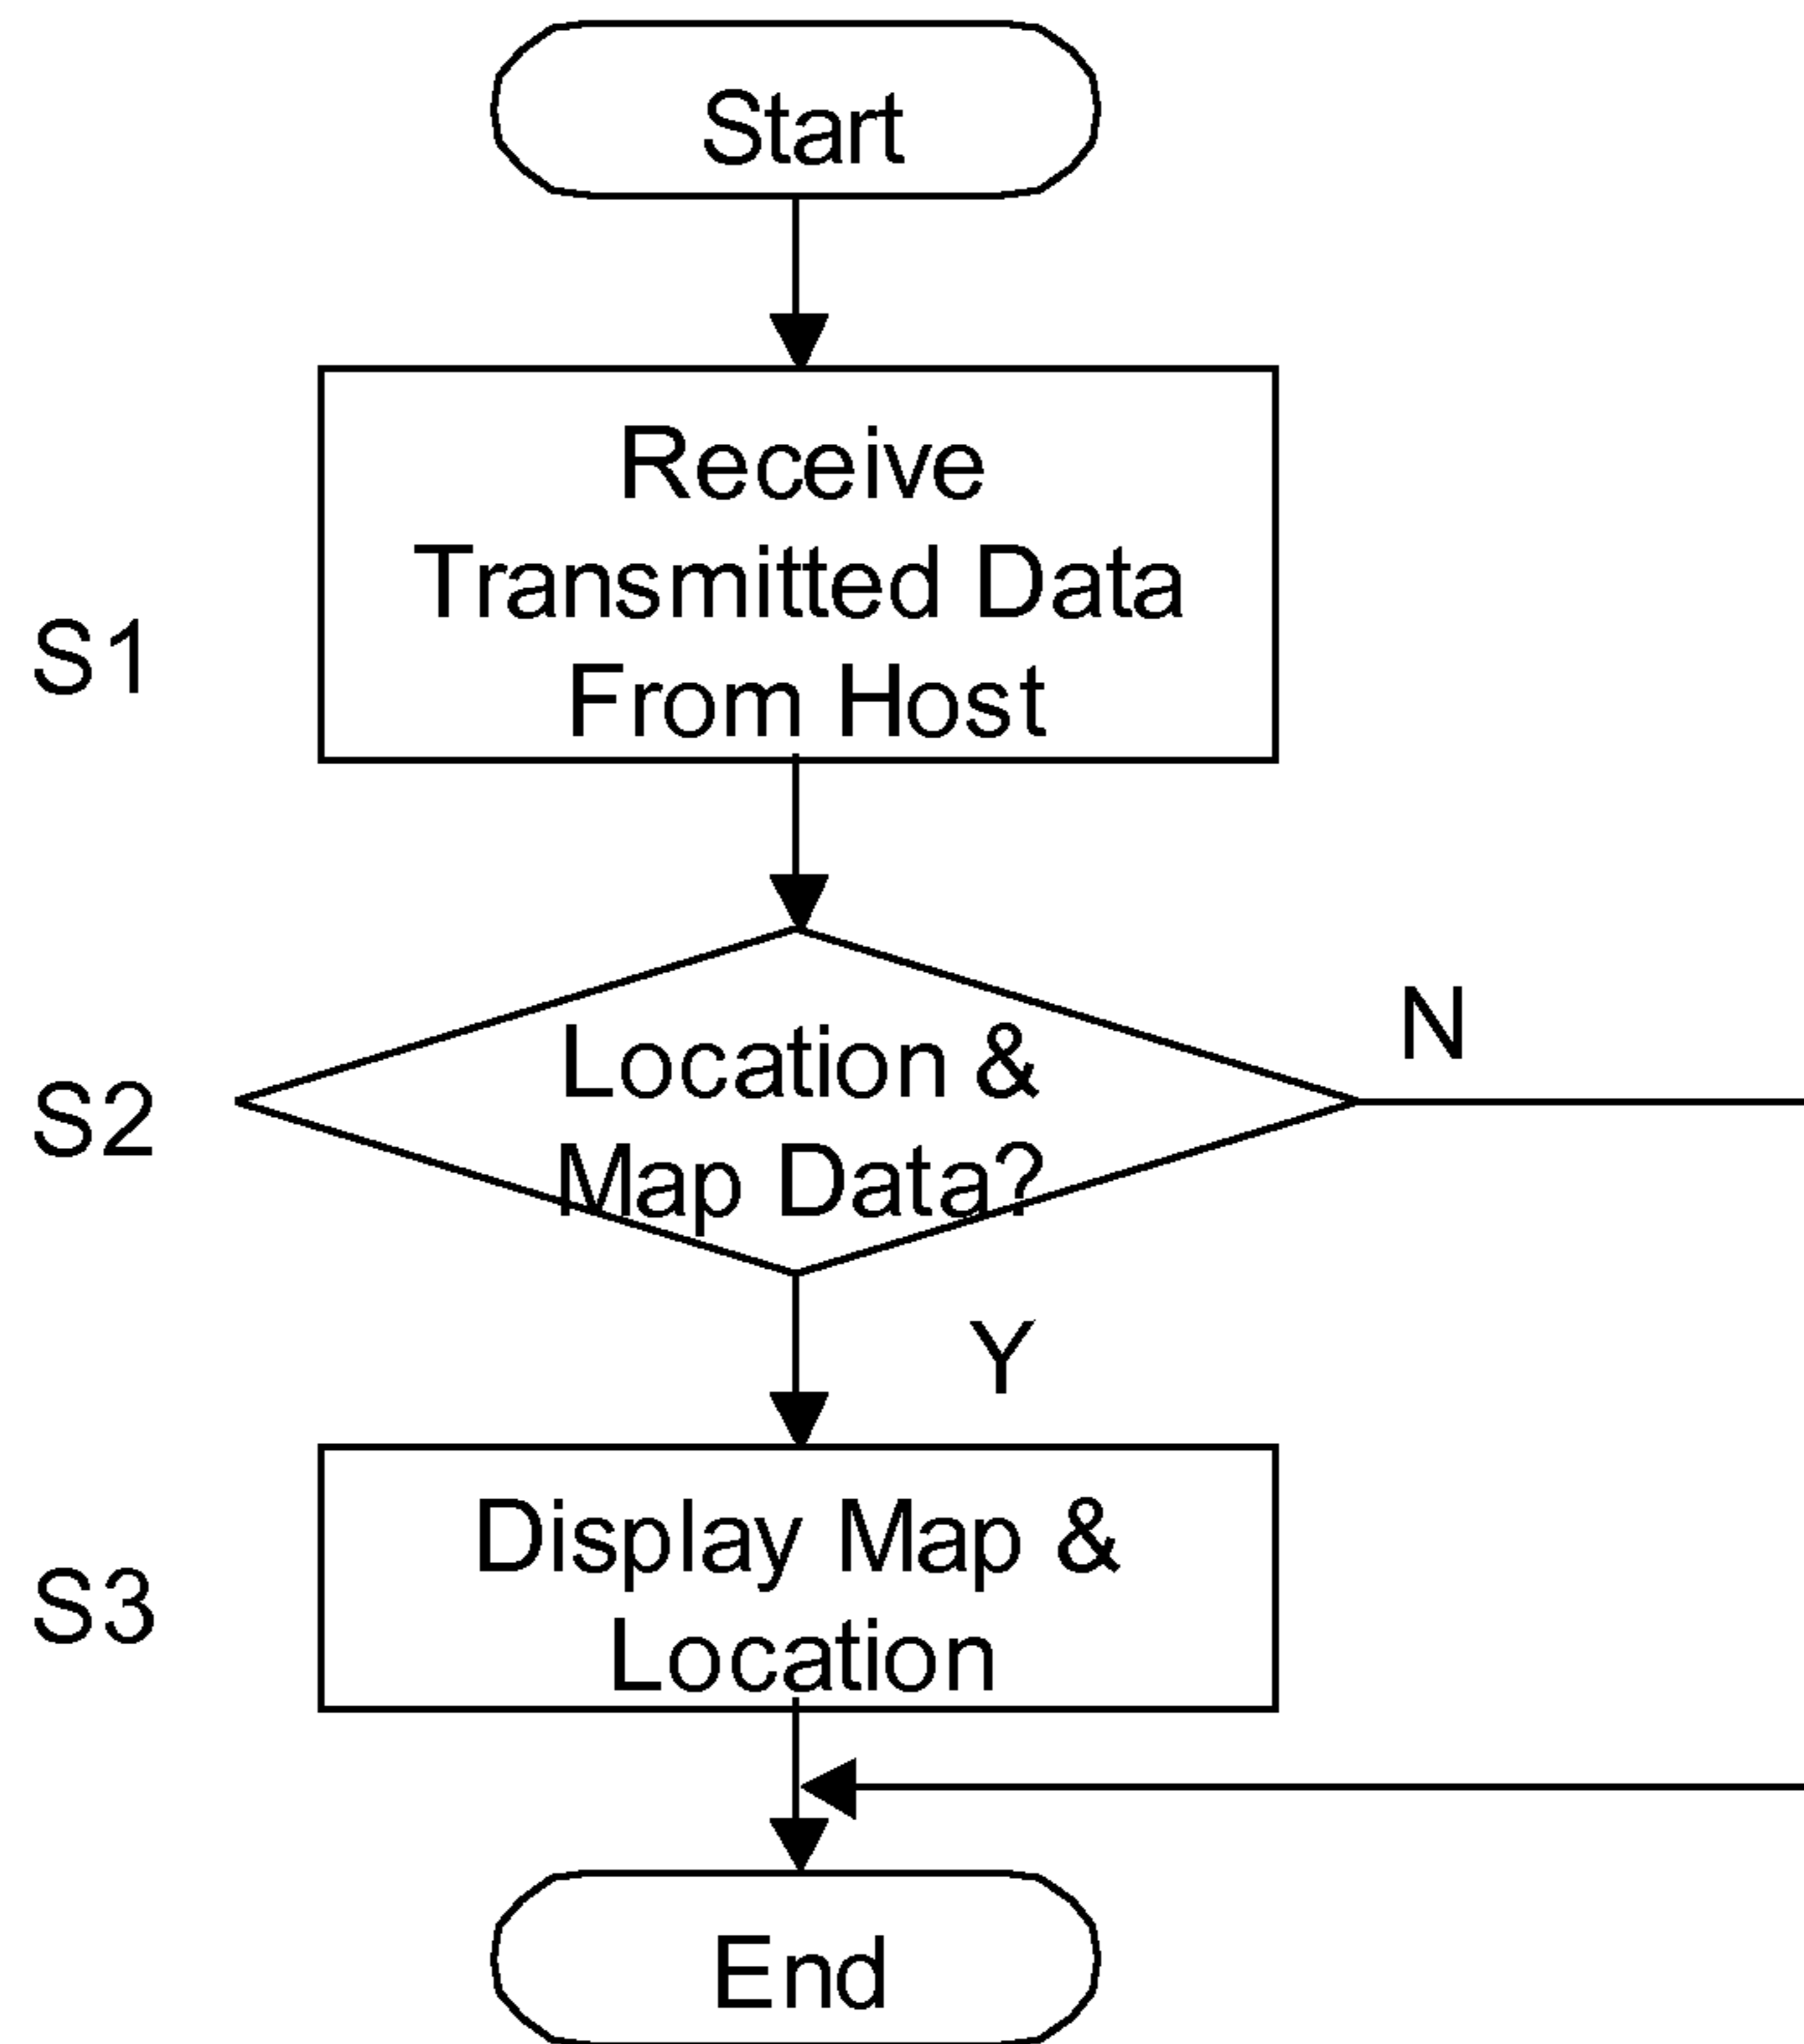 Start
Receive
Transmitted Data
From Host
S1
Location &
Map Data?
N
S2
Y
Display Map &
Location
S3
End